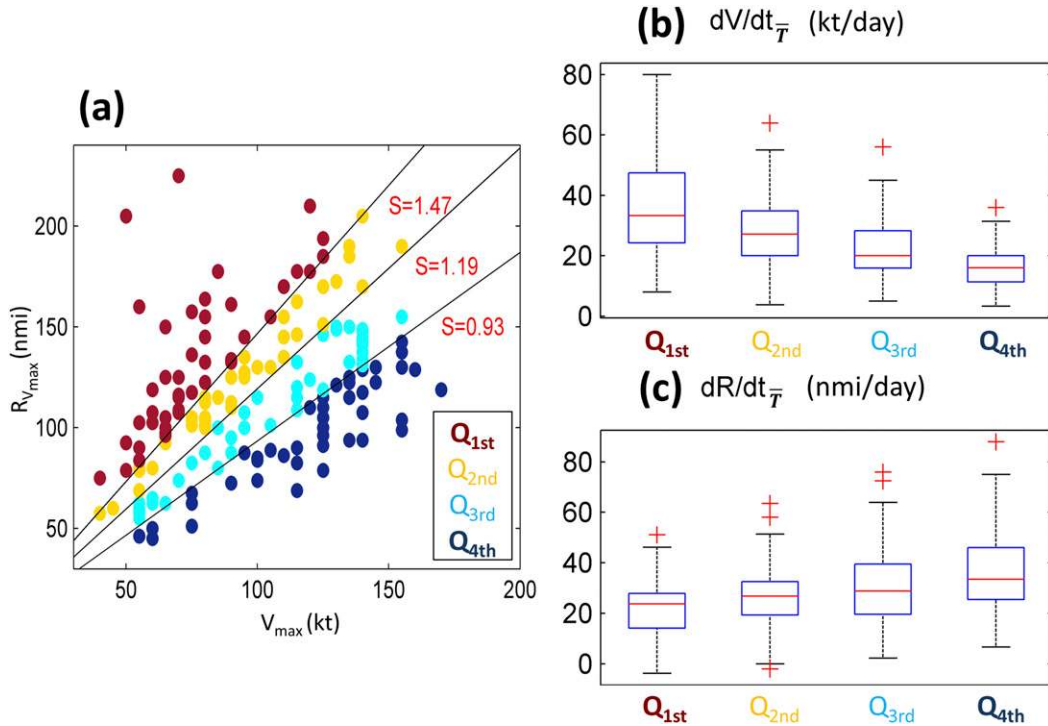 (a)
R_Vmax (nmi)
200
150
100
50
S=1.47
S=1.19
S=0.93
Q1st
Q2nd
Q3rd
Q4th
50
100
150
200
Vmax (kt)
(b) dV/dt_T̅ (kt/day)
80
60
40
20
0
Q1st Q2nd Q3rd Q4th
(c) dR/dt_T̅ (nmi/day)
80
60
40
20
0
Q1st Q2nd Q3rd Q4th